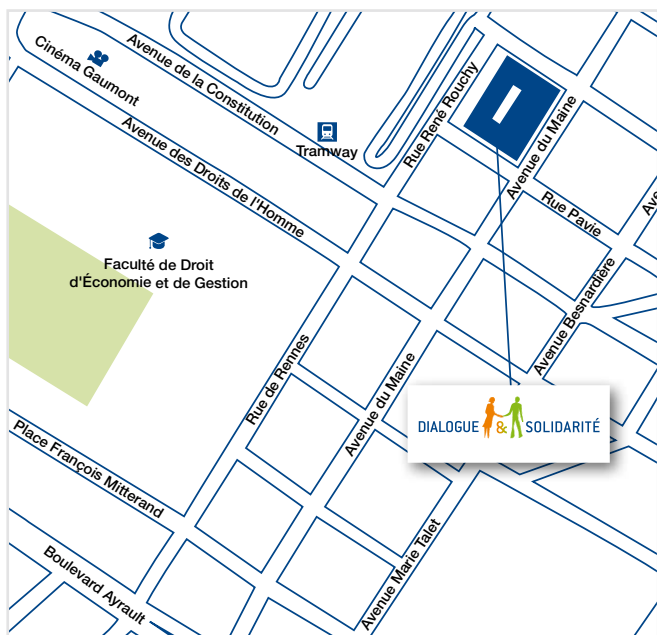 Cinéma Gaumont
Avenue de la Constitution
Avenue des Droits de l'Homme
Tramway
Rue René Rouchy
Avenue du Maine
Rue Pavie
Faculté de Droit
d'Économie et de Gestion
Avenue Besnardière
Rue de Rennes
Avenue du Maine
DIALOGUE & SOLIDARITÉ
Place François Mitterand
Avenue Marie Talet
Boulevard Ayrault